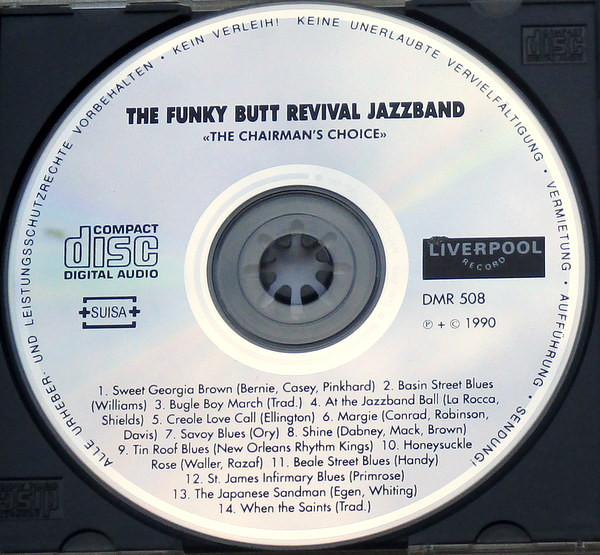 ALLE URHEBER- UND LEISTUNGSSCHUTZRECHTE VORBEHALTEN • KEIN VERLEIH! KEINE UNERLAUBTE VERVIELFÄLTIGUNG • VERMIETUNG • AUFFÜHRUNG • SENDUNG!
THE FUNKY BUTT REVIVAL JAZZBAND
«THE CHAIRMAN'S CHOICE»
COMPACT
disc
DIGITAL AUDIO
SUISA
LIVERPOOL
RECORD
DMR 508
℗ + © 1990
1. Sweet Georgia Brown (Bernie, Casey, Pinkhard) 2. Basin Street Blues
(Williams) 3. Bugle Boy March (Trad.) 4. At the Jazzband Ball (La Rocca,
Shields) 5. Creole Love Call (Ellington) 6. Margie (Conrad, Robinson,
Davis) 7. Savoy Blues (Ory) 8. Shine (Dabney, Mack, Brown)
9. Tin Roof Blues (New Orleans Rhythm Kings) 10. Honeysuckle
Rose (Waller, Razaf) 11. Beale Street Blues (Handy)
12. St. James Infirmary Blues (Primrose)
13. The Japanese Sandman (Egen, Whiting)
14. When the Saints (Trad.)
disc
disc